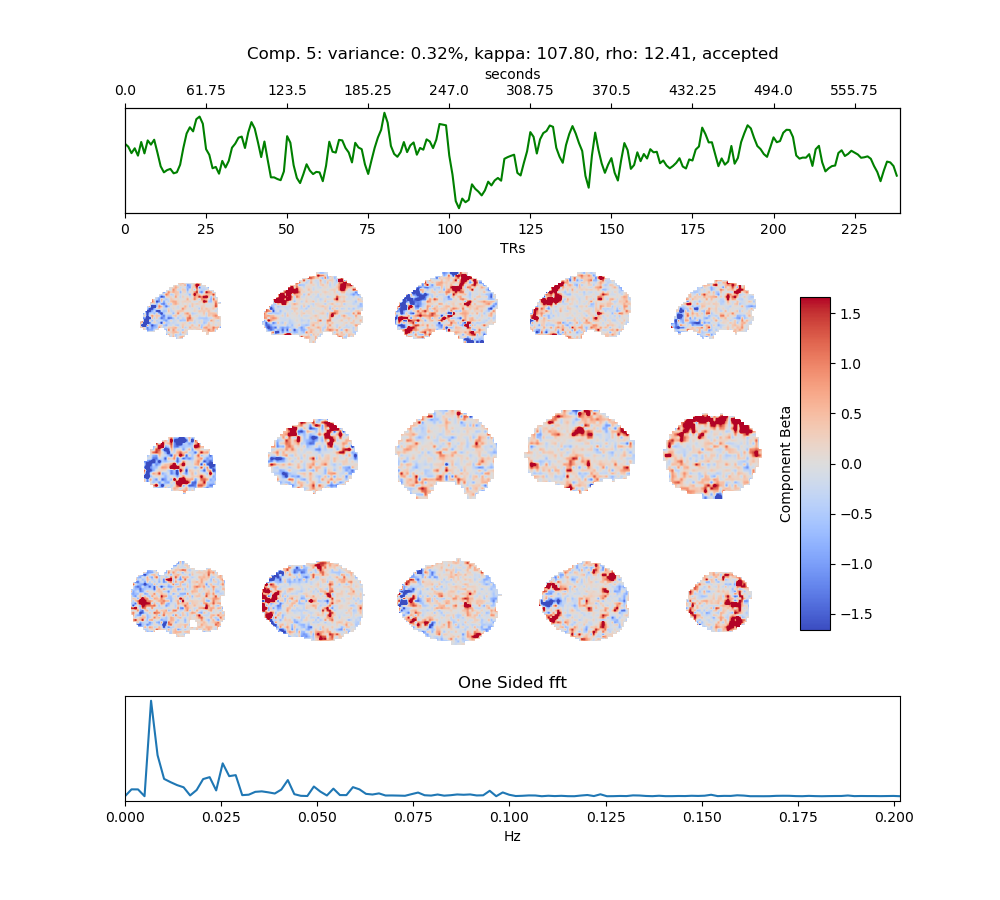 Comp. 5: variance: 0.32%, kappa: 107.80, rho: 12.41, accepted
seconds
0.0 61.75 123.5 185.25 247.0 308.75 370.5 432.25 494.0 555.75
0 25 50 75 100 125 150 175 200 225
TRs
1.5
1.0
0.5
0.0
−0.5
−1.0
−1.5
Component Beta
One Sided fft
0.000 0.025 0.050 0.075 0.100 0.125 0.150 0.175 0.200
Hz